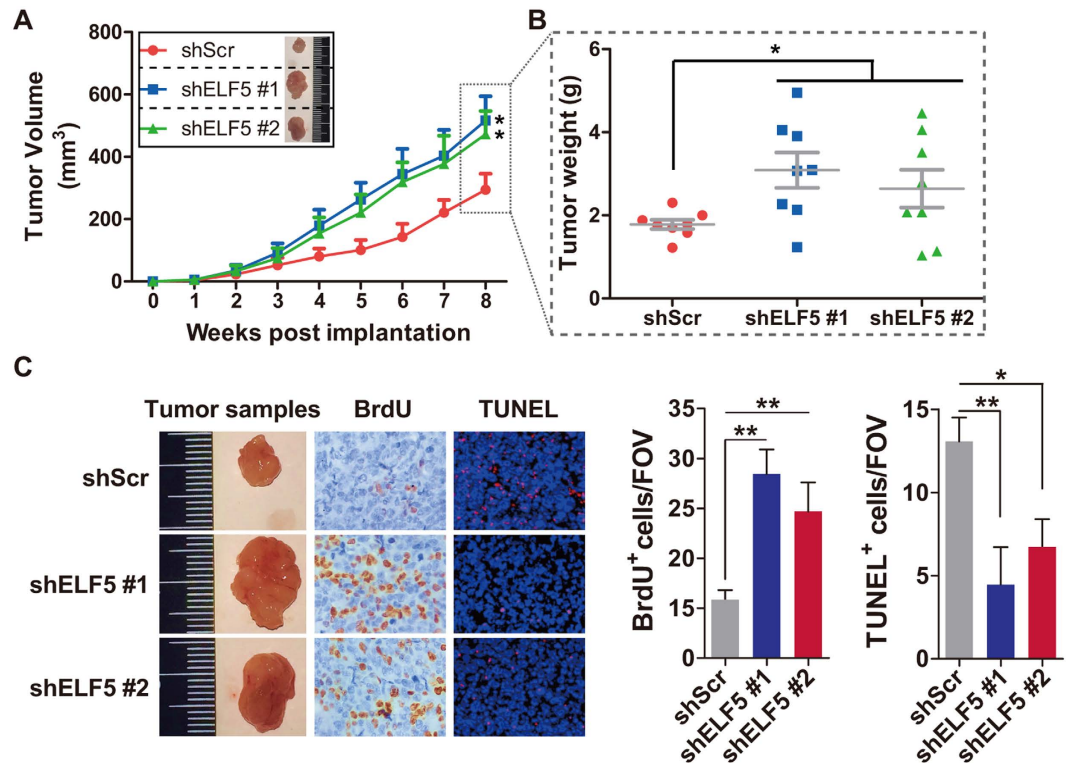 A
800
600
400
200
0
Tumor Volume
(mm³)
shScr
shELF5 #1
shELF5 #2
*
*
0 1 2 3 4 5 6 7 8
Weeks post implantation
B
6
4
2
0
Tumor weight (g)
*
shScr shELF5 #1 shELF5 #2
C
Tumor samples BrdU TUNEL
shScr
shELF5 #1
shELF5 #2
35
30
25
15
0
BrdU⁺ cells/FOV
**
**
shScr
shELF5 #1
shELF5 #2
15
10
5
0
TUNEL⁺ cells/FOV
*
**
shScr
shELF5 #1
shELF5 #2